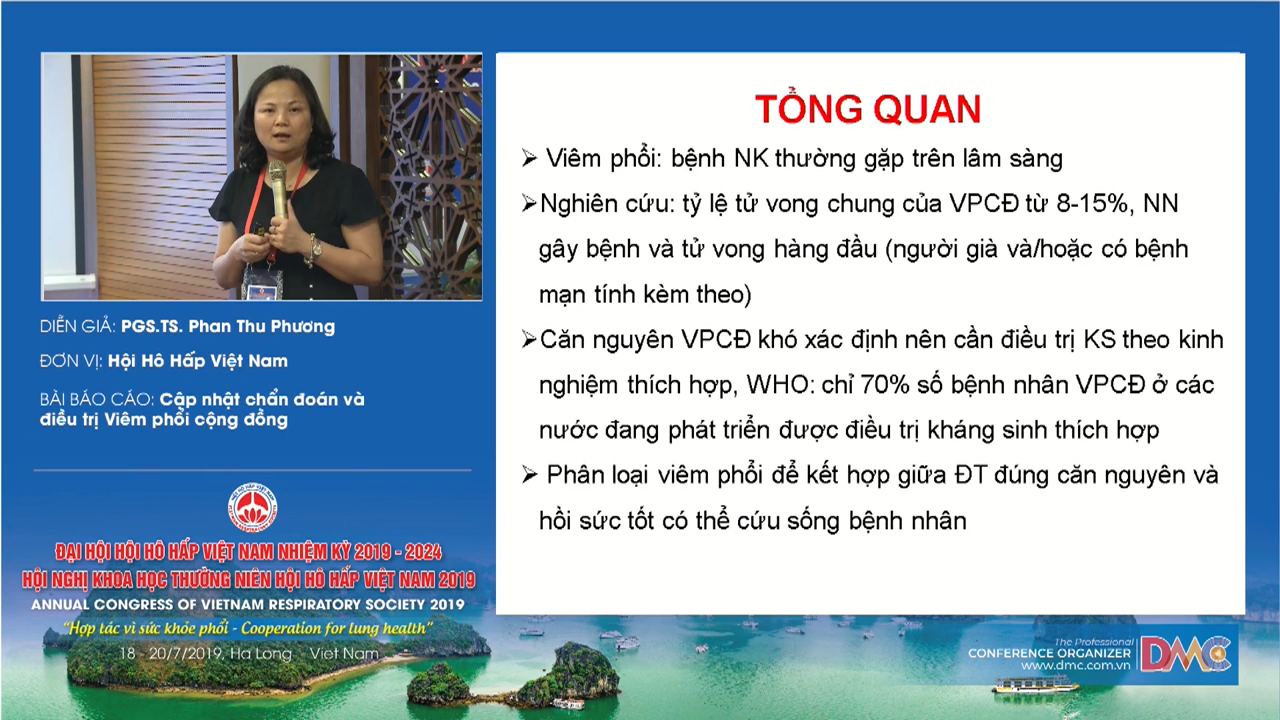 TỔNG QUAN
➢ Viêm phổi: bệnh NK thường gặp trên lâm sàng
➢Nghiên cứu: tỷ lệ tử vong chung của VPCĐ từ 8-15%, NN
gây bệnh và tử vong hàng đầu (người già và/hoặc có bệnh
mạn tính kèm theo)
➢Căn nguyên VPCĐ khó xác định nên cần điều trị KS theo kinh
nghiệm thích hợp, WHO: chỉ 70% số bệnh nhân VPCĐ ở các
nước đang phát triển được điều trị kháng sinh thích hợp
➢ Phân loại viêm phổi để kết hợp giữa ĐT đúng căn nguyên và
hồi sức tốt có thể cứu sống bệnh nhân
DIỄN GIẢ: PGS.TS. Phan Thu Phương
ĐƠN VỊ: Hội Hô Hấp Việt Nam
BÀI BÁO CÁO: Cập nhật chẩn đoán và
điều trị Viêm phổi cộng đồng
ĐẠI HỘI HỘI HÔ HẤP VIỆT NAM NHIỆM KỲ 2019 - 2024
HỘI NGHỊ KHOA HỌC THƯỜNG NIÊN HỘI HÔ HẤP VIỆT NAM 2019
ANNUAL CONGRESS OF VIETNAM RESPIRATORY SOCIETY 2019
"Hợp tác vì sức khỏe phổi - Cooperation for lung health"
18 - 20/7/2019, Ha Long - Viet Nam
The Professional
CONFERENCE ORGANIZER
www.dmc.com.vn
DMC